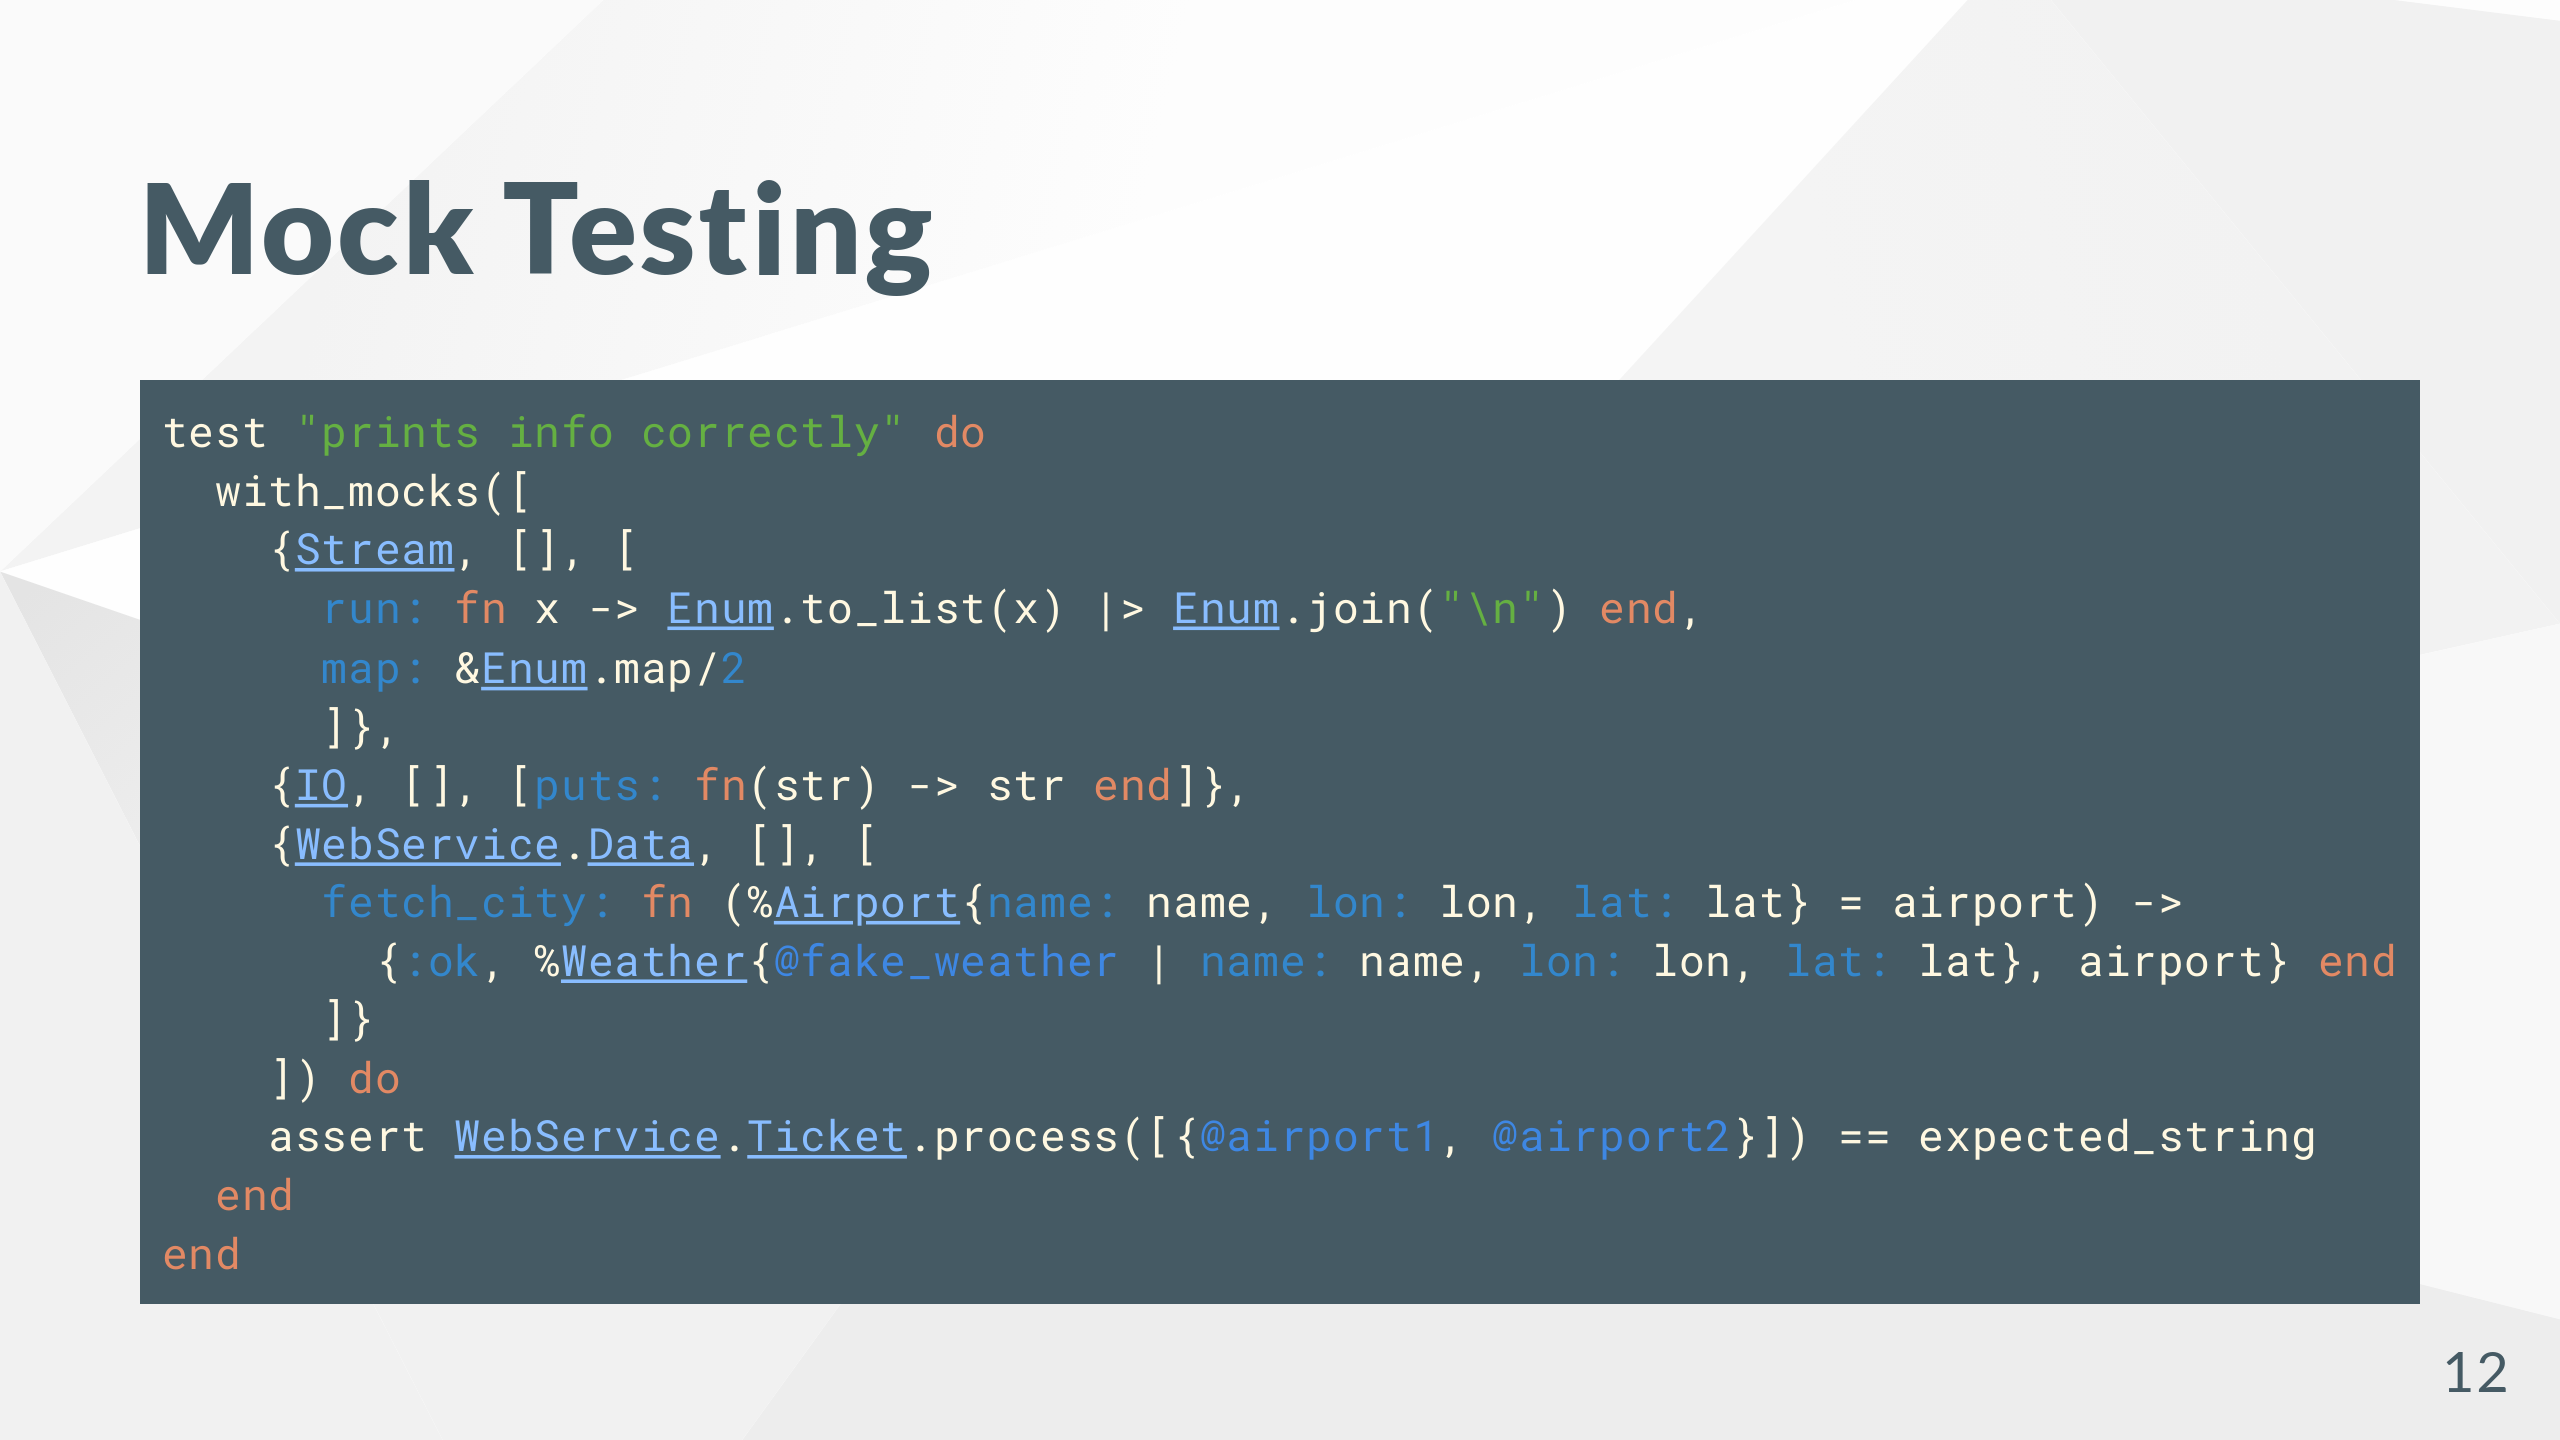 Mock Testing
test "prints info correctly" do
  with_mocks([
    {Stream, [], [
      run: fn x -> Enum.to_list(x) |> Enum.join("\n") end,
      map: &Enum.map/2
      ]},
    {IO, [], [puts: fn(str) -> str end]},
    {WebService.Data, [], [
      fetch_city: fn (%Airport{name: name, lon: lon, lat: lat} = airport) ->
        {:ok, %Weather{@fake_weather | name: name, lon: lon, lat: lat}, airport} end
      ]}
    ]) do
    assert WebService.Ticket.process([{@airport1, @airport2}]) == expected_string
  end
end
12